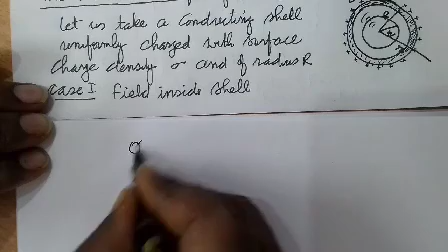 Let us take a conducting shell
uniformly charged with surface
charge density σ and of radius R
Case I Field inside shell
σ